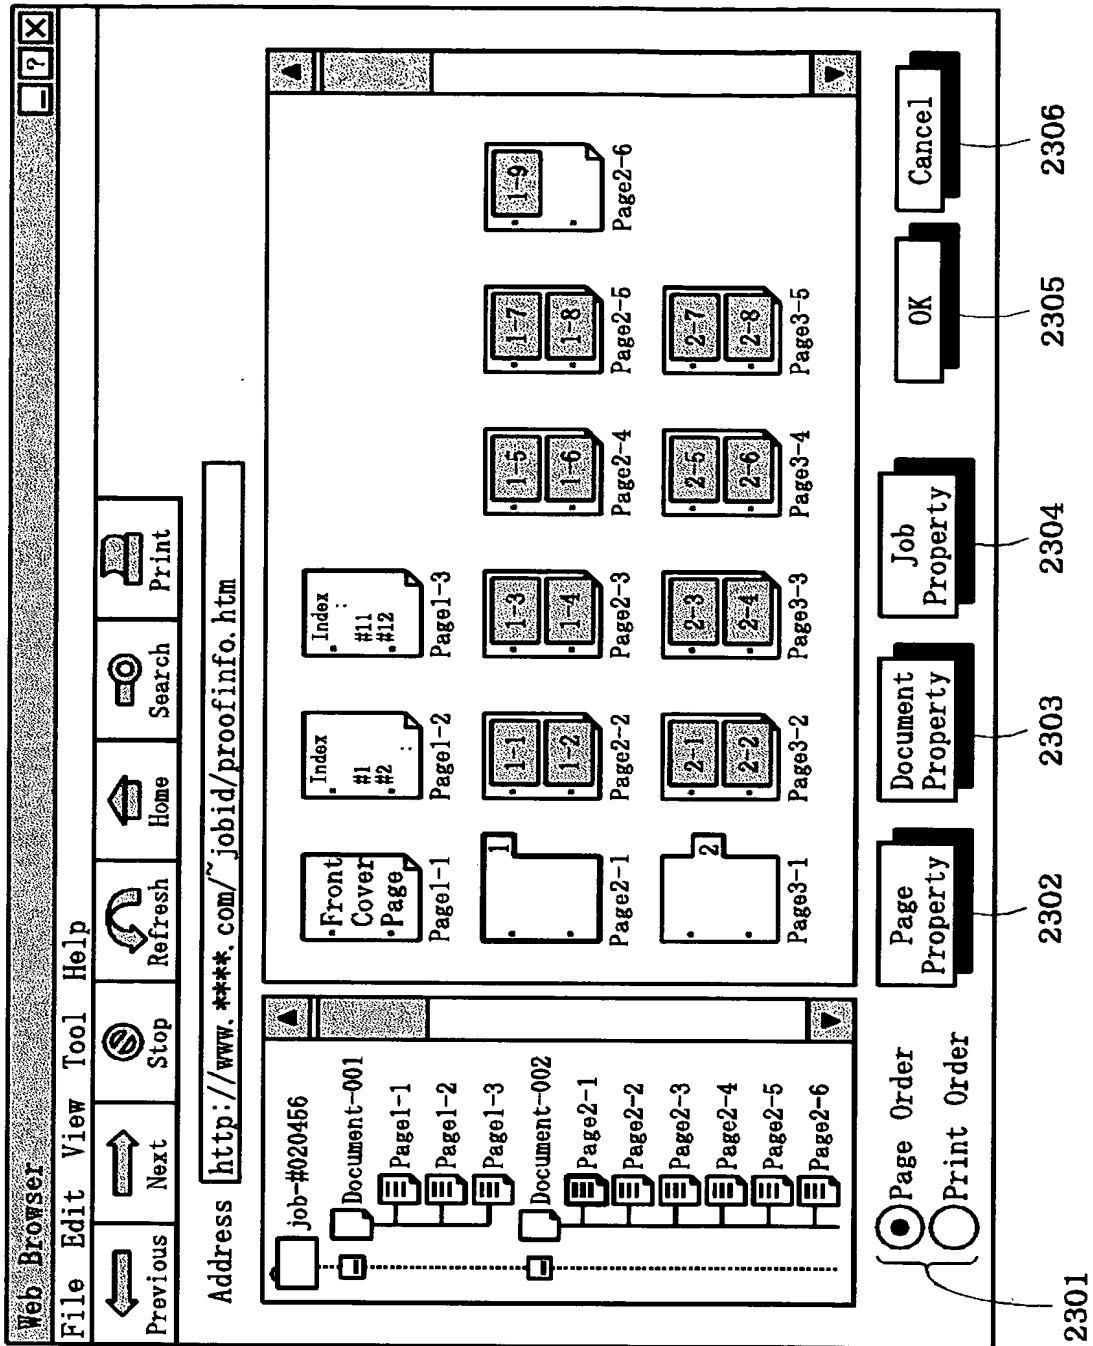 Web Browser
? X
File Edit View Tool Help
Previous Next Stop Refresh Home Search Print
Address http://www.****.com/~jobid/proofinfo.htm
job-#020456
Document-001
Page1-1
Page1-2
Page1-3
Document-002
Page2-1
Page2-2
Page2-3
Page2-4
Page2-5
Page2-6
Front
Cover
Page
Page1-1
Index
#1
#2
:
Page1-2
Index
:
#11
#12
Page1-3
1
Page2-1
1-1
1-2
Page2-2
1-3
1-4
Page2-3
1-5
1-6
Page2-4
1-7
1-8
Page2-5
1-9
Page2-6
2
Page3-1
2-1
2-2
Page3-2
2-3
2-4
Page3-3
2-5
2-6
Page3-4
2-7
2-8
Page3-5
Page Order
Print Order
Page
Property
Document
Property
Job
Property
OK
Cancel
2301
2302
2303
2304
2305
2306